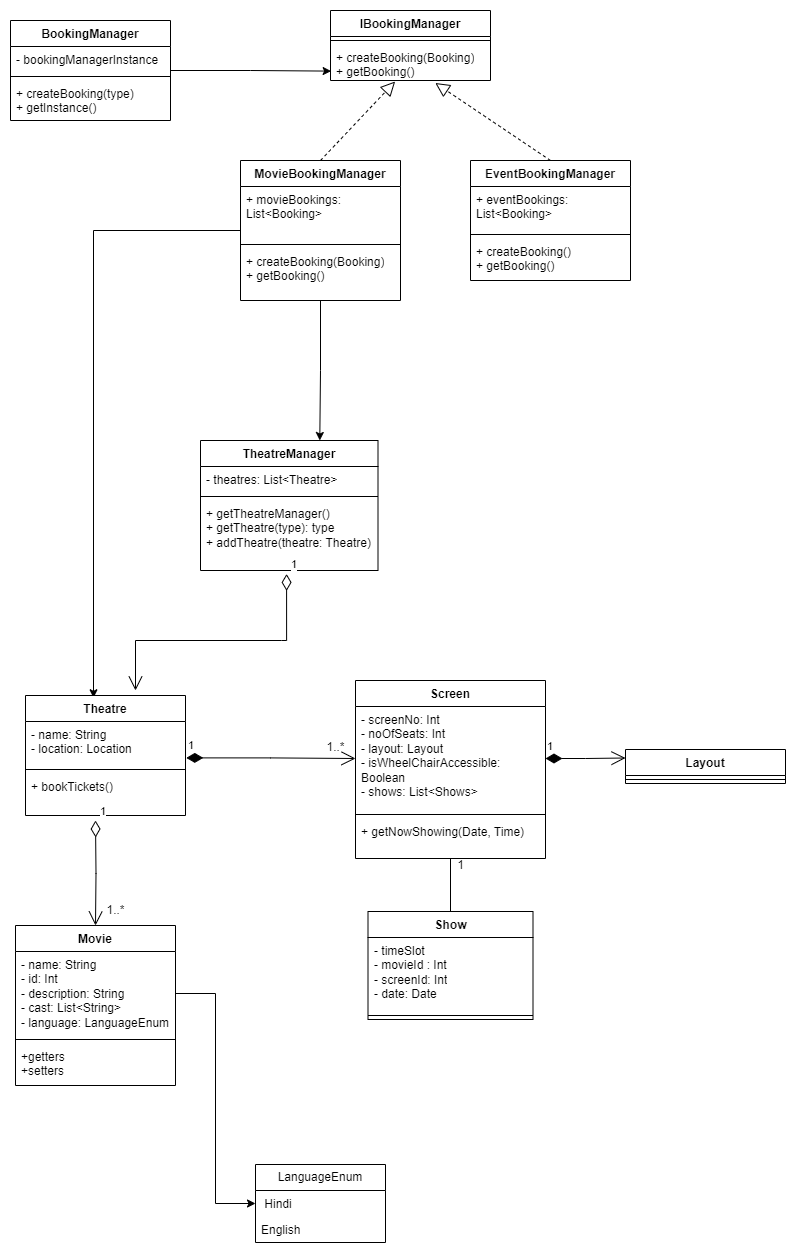 BookingManager
- bookingManagerInstance
+ createBooking(type)
+ getInstance()
IBookingManager
+ createBooking(Booking)
+ getBooking()
MovieBookingManager
+ movieBookings:
List<Booking>
+ createBooking(Booking)
+ getBooking()
EventBookingManager
+ eventBookings:
List<Booking>
+ createBooking()
+ getBooking()
TheatreManager
- theatres: List<Theatre>
+ getTheatreManager()
+ getTheatre(type): type
+ addTheatre(theatre: Theatre)
1
Theatre
- name: String
- location: Location
+ bookTickets()
1
1
1..*
Screen
- screenNo: Int
- noOfSeats: Int
- layout: Layout
- isWheelChairAccessible:
Boolean
- shows: List<Shows>
+ getNowShowing(Date, Time)
1
1
Layout
Show
- timeSlot
- movieId : Int
- screenId: Int
- date: Date
1..*
Movie
- name: String
- id: Int
- description: String
- cast: List<String>
- language: LanguageEnum
+getters
+setters
LanguageEnum
Hindi
English